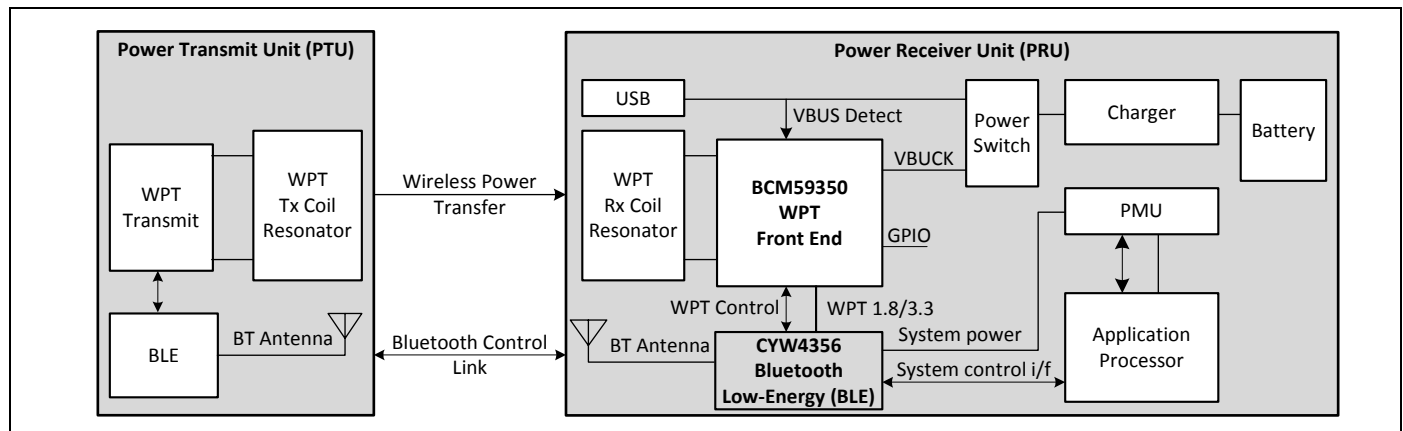 Power Transmit Unit (PTU)
WPT
Transmit
WPT
Tx Coil
Resonator
BLE
BT Antenna
Wireless Power
Transfer
Bluetooth Control
Link
Power Receiver Unit (PRU)
USB
VBUS Detect
WPT
Rx Coil
Resonator
BCM59350
WPT
Front End
VBUCK
GPIO
Power
Switch
Charger
Battery
PMU
WPT Control
WPT 1.8/3.3
BT Antenna
CYW4356
Bluetooth
Low-Energy (BLE)
System power
System control i/f
Application
Processor